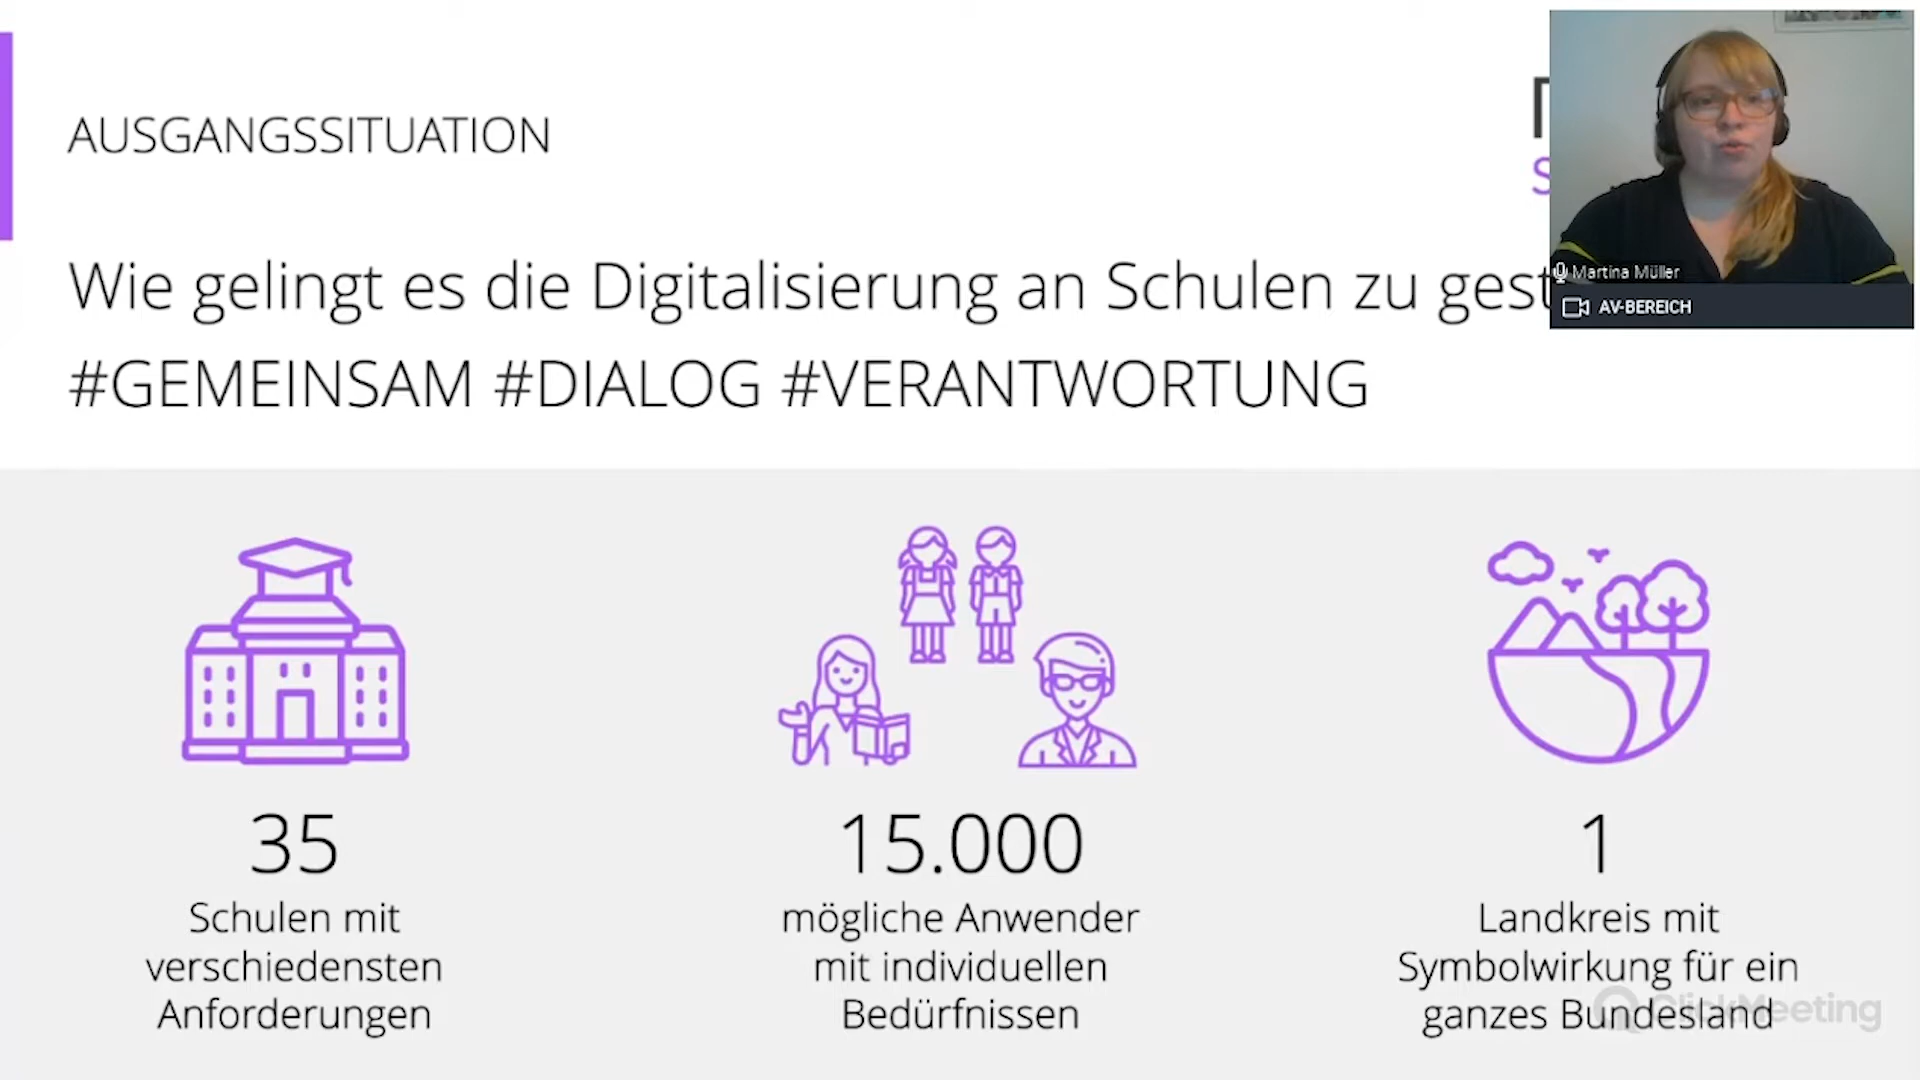 AUSGANGSSITUATION
Wie gelingt es die Digitalisierung an Schulen zu gest
#GEMEINSAM #DIALOG #VERANTWORTUNG
Martina Müller
AV-BEREICH
35
Schulen mit
verschiedensten
Anforderungen
15.000
mögliche Anwender
mit individuellen
Bedürfnissen
1
Landkreis mit
Symbolwirkung für ein
ganzes Bundesland
ClickMeeting